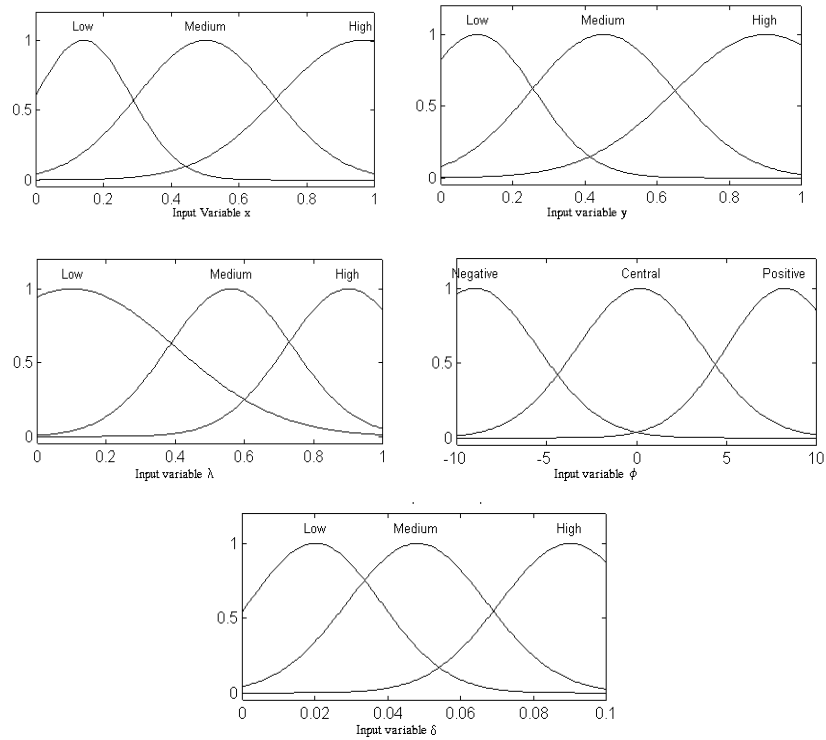 Low Medium High
1
0.5
0
0 0.2 0.4 0.6 0.8 1
Input Variable x
Low Medium High
1
0.5
0
0 0.2 0.4 0.6 0.8 1
Input variable y
Low Medium High
1
0.5
0
0 0.2 0.4 0.6 0.8 1
Input variable λ
Negative Central Positive
1
0.5
0
-10 -5 0 5 10
Input variable ϕ
Low Medium High
1
0.5
0
0 0.02 0.04 0.06 0.08 0.1
Input variable δ